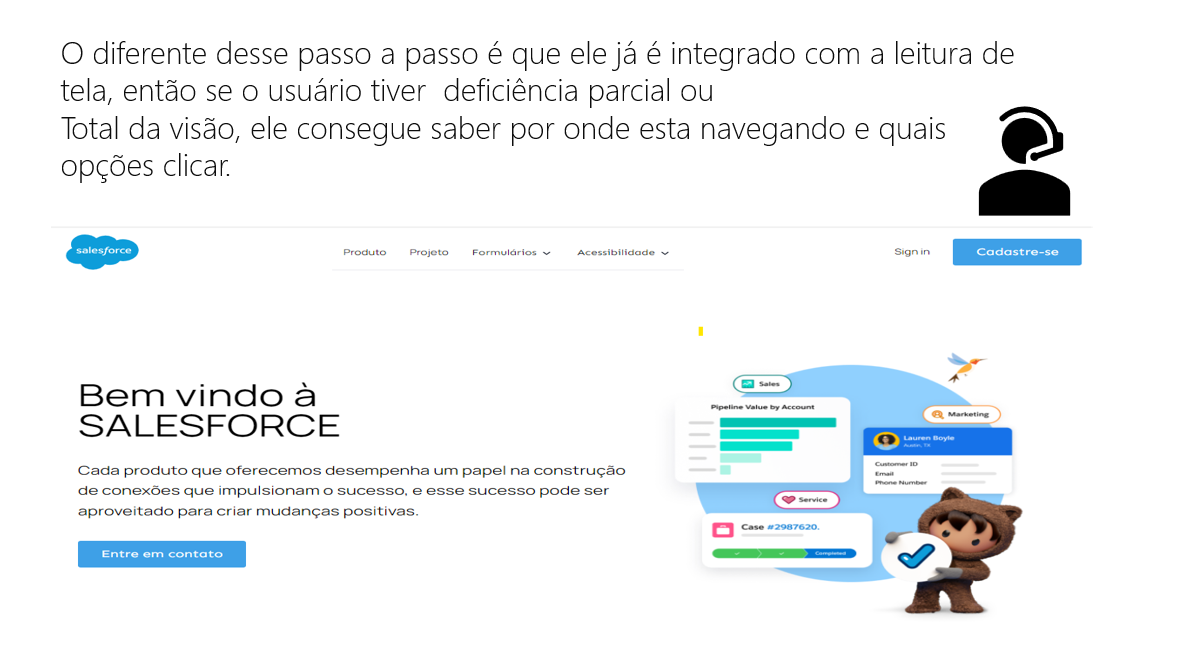 O diferente desse passo a passo é que ele já é integrado com a leitura de
tela, então se o usuário tiver  deficiência parcial ou
Total da visão, ele consegue saber por onde esta navegando e quais
opções clicar.
salesforce
Produto
Projeto
Formulários
Acessibilidade
Sign in
Cadastre-se
Bem vindo à
SALESFORCE
Cada produto que oferecemos desempenha um papel na construção
de conexões que impulsionam o sucesso, e esse sucesso pode ser
aproveitado para criar mudanças positivas.
Entre em contato
Sales
Pipeline Value by Account
Marketing
Lauren Boyle
Austin, TX
Customer ID
Email
Phone Number
Service
Case #2987620.
Completed